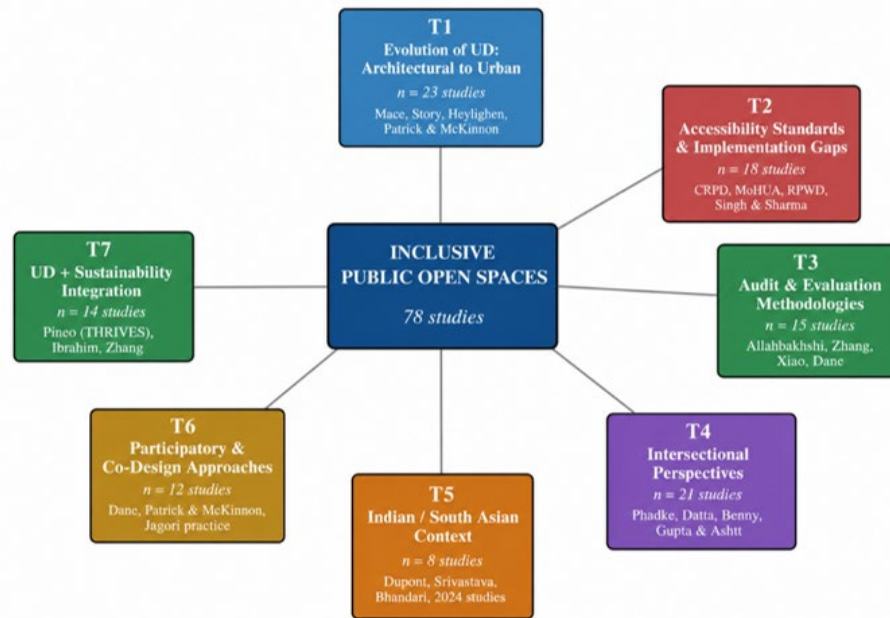 T1
Evolution of UD:
Architectural to Urban
n = 23 studies
Mace, Story, Heylighen,
Patrick & McKinnon
T2
Accessibility Standards
& Implementation Gaps
n = 18 studies
CRPD, MoHUA, RPWD,
Singh & Sharma
INCLUSIVE
PUBLIC OPEN SPACES
78 studies
T3
Audit & Evaluation
Methodologies
n = 15 studies
Allahbakhshi, Zhang,
Xiao, Dane
T4
Intersectional
Perspectives
n = 21 studies
Phadke, Datta, Benny,
Gupta & Ashtt
T5
Indian / South Asian
Context
n = 8 studies
Dupont, Srivastava,
Bhandari, 2024 studies
T6
Participatory &
Co-Design Approaches
n = 12 studies
Dane, Patrick & McKinnon,
Jagori practice
T7
UD + Sustainability
Integration
n = 14 studies
Pineo (THRIVES),
Ibrahim, Zhang